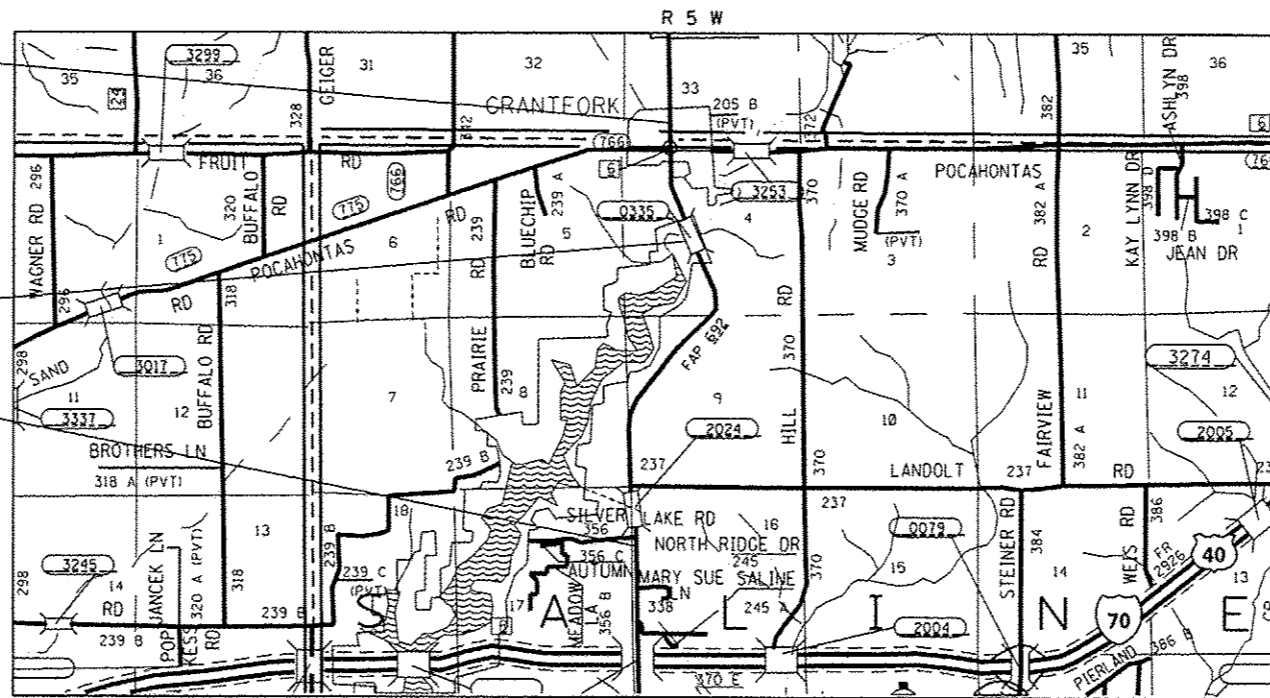 R 5 W
35
3299
36
24
328
GEIGER
31
32
342
GRANTFORK
33
205 B
(PVT)
372
382
35
ASHLYN DR
398
36
6
FRUIT
RD
766
766
6
3253
POCAHONTAS
WAGNER RD
296
296
1
320
BUFFALO
RD
775
775
POCAHONTAS
RD
RD
6
239
PRAIRIE
RD
239
BLUECHIP
RD
239 A
5
0335
4
370
MUDGE RD
370 A
(PVT)
3
382 A
RD
2
KAY LYNN DR
398 D
398 B
398 C
1
JEAN DR
298
SAND
11
3337
3017
12
318
BUFFALO RD
7
8
FAP 692
9
RD
370
HILL
370
10
FAIRVIEW
382 A
11
3274
12
2005
BROTHERS LN
318 A (PVT)
239 B
2024
237
LANDOLT
237
RD
18
13
318
239 B
SILVER LAKE RD
356
16
NORTH RIDGE DR
245
237
0079
STEINER RD
384
WEIS RD
386
FR 2926
40
13
3245
14
298
RD
239 B
239 B
JANCEK LN
320 A (PVT)
POP
KESS
RD
239 C
(PVT)
356 C
AUTUMN
17
MEADOW
LA
356 B
MARY SUE SALINE
LN
338
245 A
370
15
2004
14
70
S A L I N E
370 E
PIERLAND
386 B